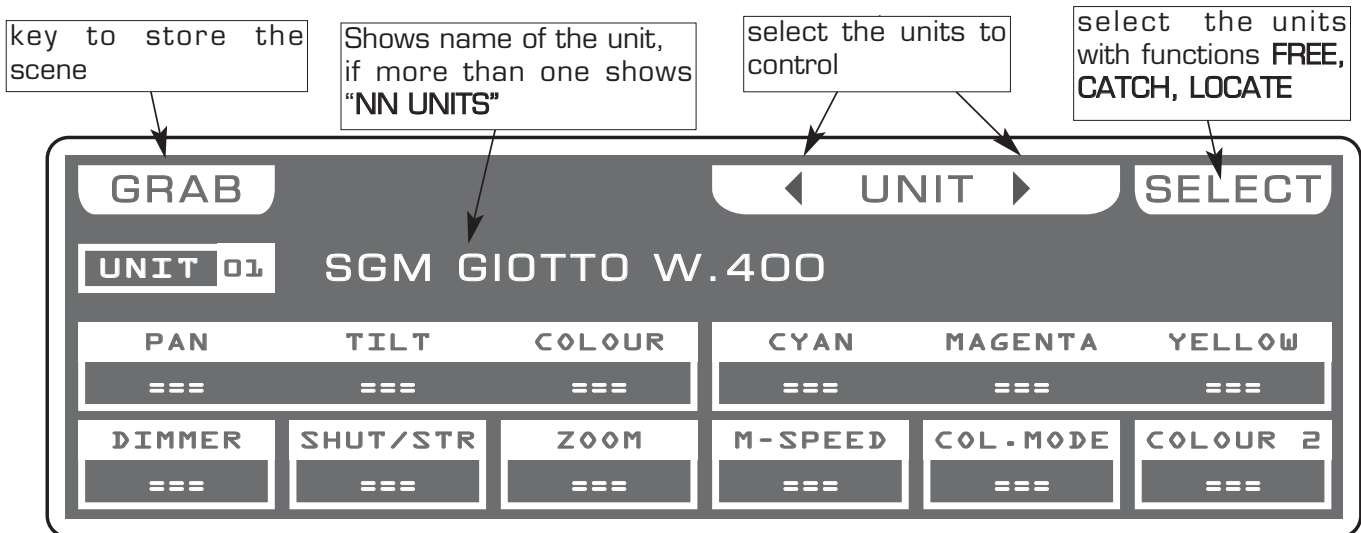 key to store the
scene
Shows name of the unit,
if more than one shows
“NN UNITS”
select the units to
control
select the units
with functions FREE,
CATCH, LOCATE
GRAB
UNIT
SELECT
UNIT 01
SGM GIOTTO W.400
PAN TILT COLOUR CYAN MAGENTA YELLOW
=== === === === === ===
DIMMER SHUT/STR ZOOM M-SPEED COL.MODE COLOUR 2
=== === === === === ===